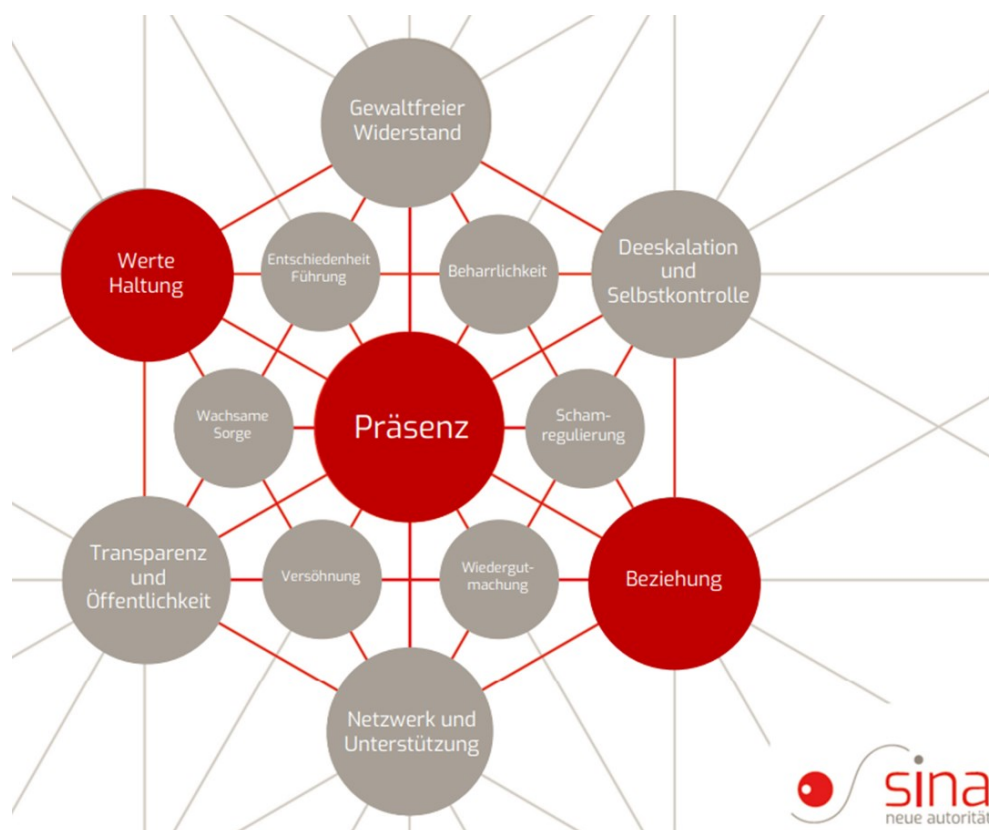 Gewaltfreier
Widerstand
Werte
Haltung
Entschiedenheit
Führung
Beharrlichkeit
Deeskalation
und
Selbstkontrolle
Wachsame
Sorge
Präsenz
Scham-
regulierung
Transparenz
und
Öffentlichkeit
Versöhnung
Wiedergut-
machung
Beziehung
Netzwerk und
Unterstützung
sina
neue autorität